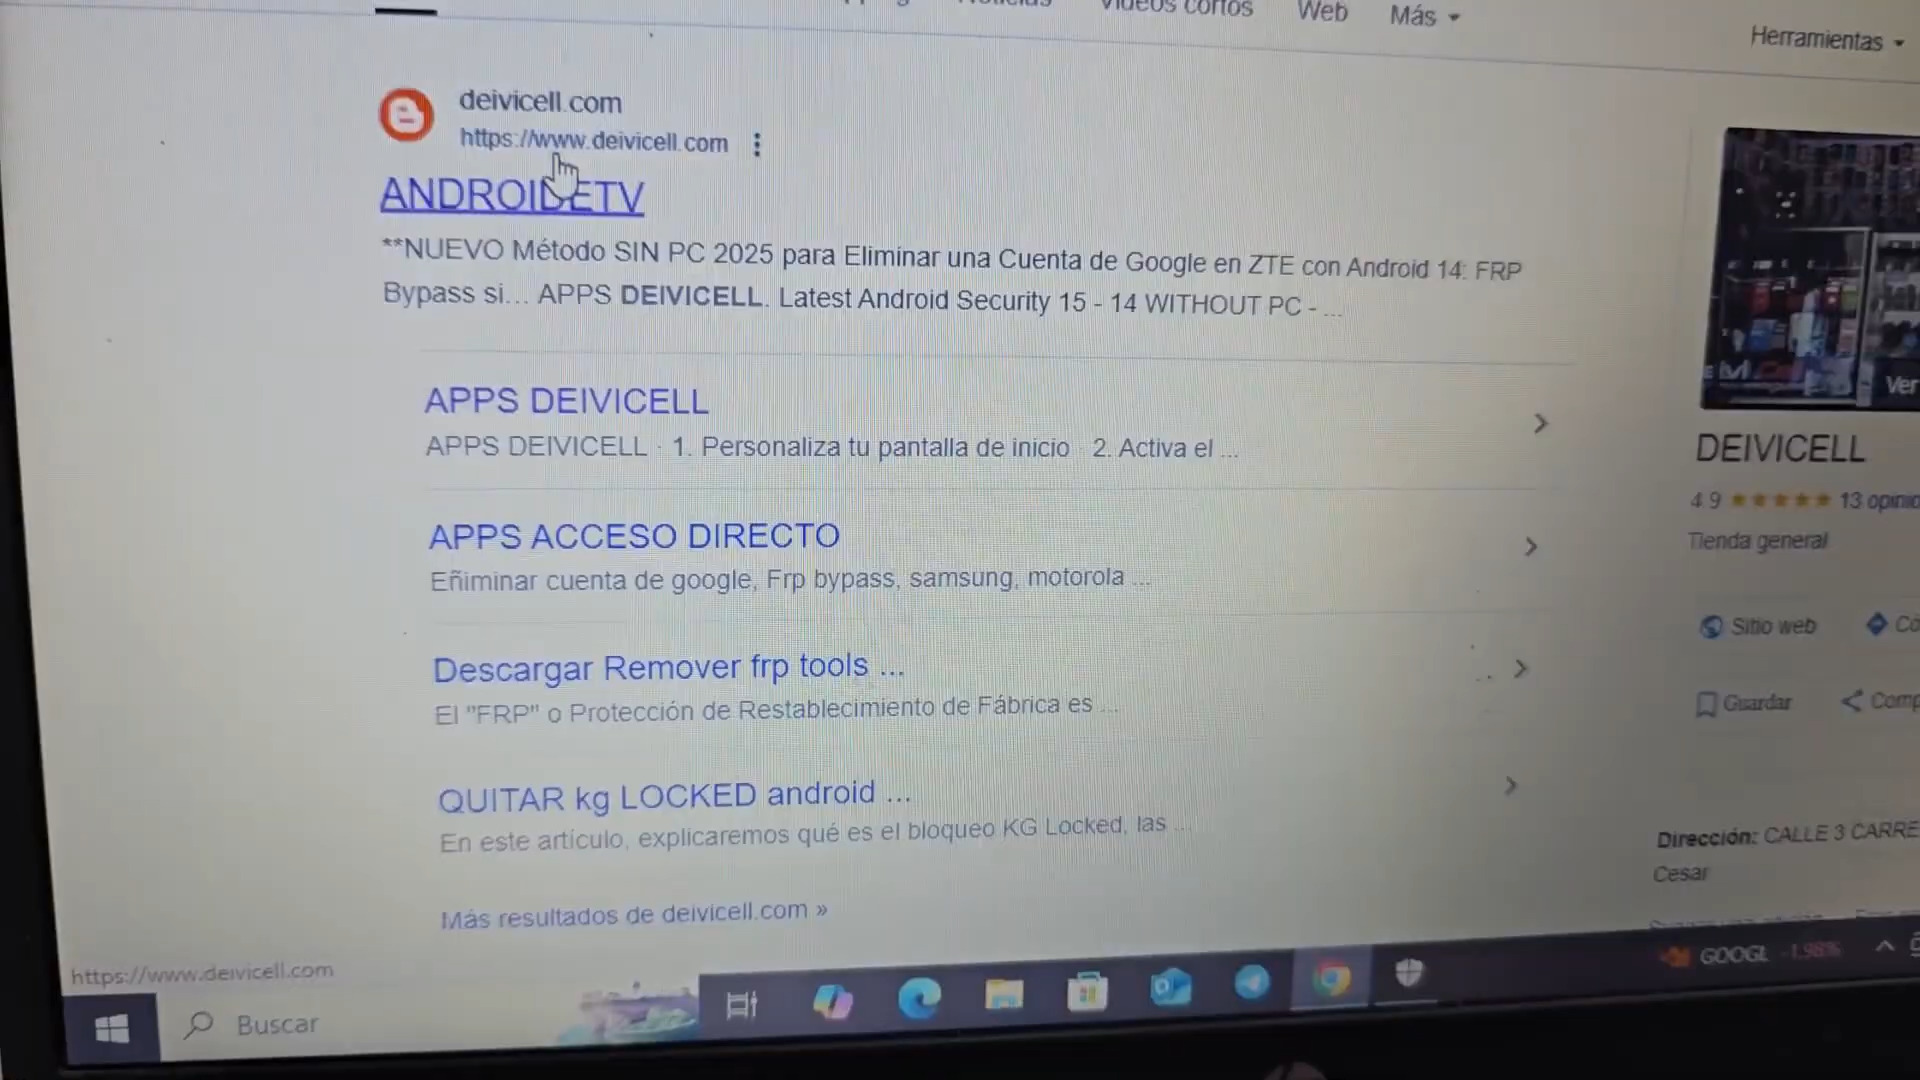 Videos cortos
Web
Más
Herramientas
deivicell.com
https://www.deivicell.com
ANDROIDETV
**NUEVO Método SIN PC 2025 para Eliminar una Cuenta de Google en ZTE con Android 14: FRP
Bypass si... APPS DEIVICELL. Latest Android Security 15 - 14 WITHOUT PC - ...
APPS DEIVICELL
APPS DEIVICELL · 1. Personaliza tu pantalla de inicio · 2. Activa el ...
APPS ACCESO DIRECTO
Eñiminar cuenta de google, Frp bypass, samsung, motorola ...
Descargar Remover frp tools ...
El "FRP" o Protección de Restablecimiento de Fábrica es ...
QUITAR kg LOCKED android ...
En este artículo, explicaremos qué es el bloqueo KG Locked, las ...
Más resultados de deivicell.com »
Ver
DEIVICELL
4.9
13
Tienda general
Sitio web
Guardar
Dirección: CALLE 3
Cesar
https://www.deivicell.com
Buscar
GOOGL -1.98%